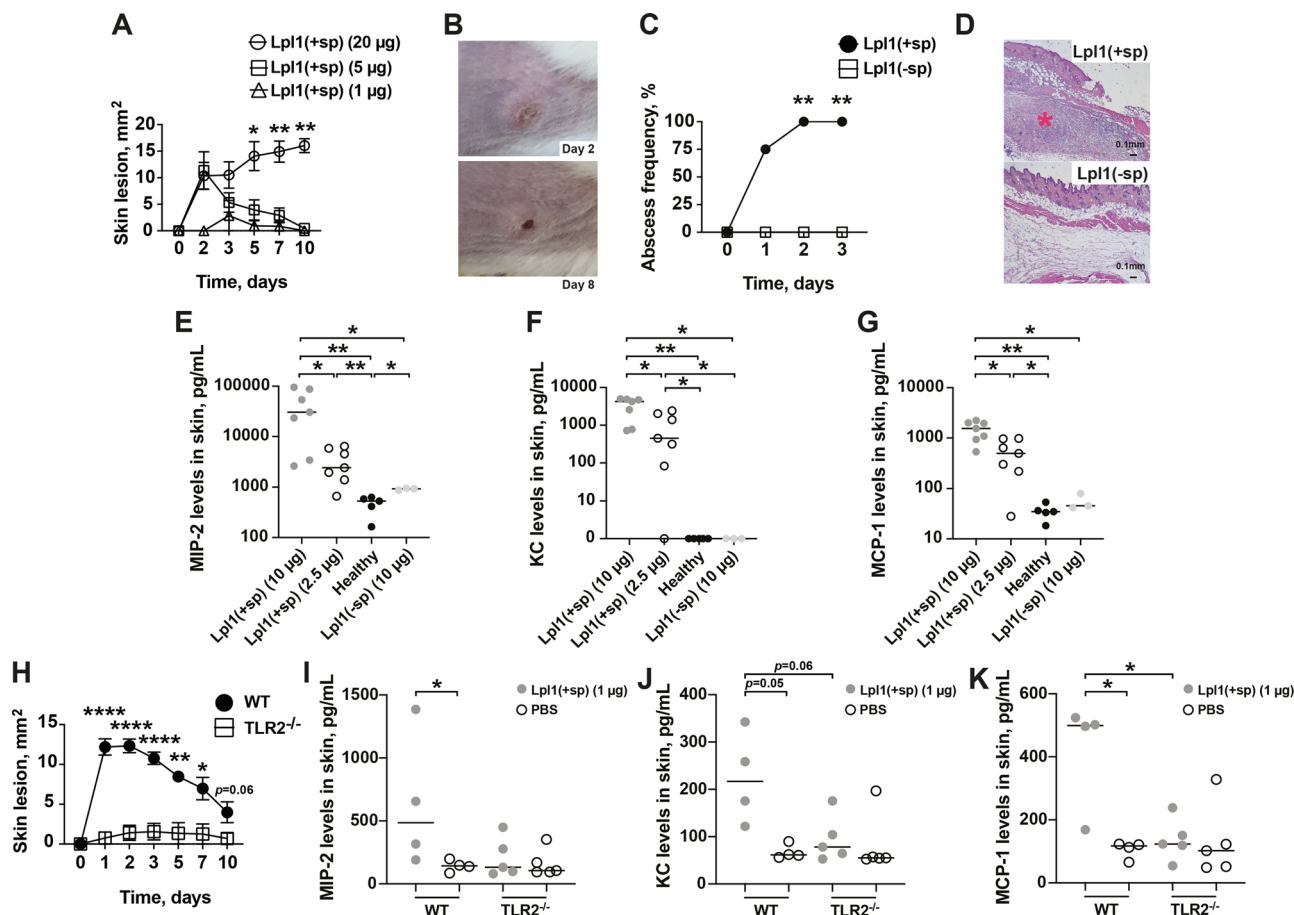 A
Lpl1(+sp) (20 µg)
Lpl1(+sp) (5 µg)
Lpl1(+sp) (1 µg)
Skin lesion, mm²
20
15
10
5
0
* ** **
0 2 3 5 7 10
Time, days
B
Day 2
Day 8
C
Lpl1(+sp)
Lpl1(-sp)
Abscess frequency, %
100
75
50
25
0
** **
0 1 2 3
Time, days
D
Lpl1(+sp)
*
0.1mm
Lpl1(-sp)
0.1mm
E
MIP-2 levels in skin, pg/mL
*
**
* ** *
100000
10000
1000
100
Lpl1(+sp) (10 µg)
Lpl1(+sp) (2.5 µg)
Healthy
Lpl1(-sp) (10 µg)
F
KC levels in skin, pg/mL
*
**
* *
*
10000
1000
100
10
0
Lpl1(+sp) (10 µg)
Lpl1(+sp) (2.5 µg)
Healthy
Lpl1(-sp) (10 µg)
G
MCP-1 levels in skin, pg/mL
*
**
* *
10000
1000
100
10
Lpl1(+sp) (10 µg)
Lpl1(+sp) (2.5 µg)
Healthy
Lpl1(-sp) (10 µg)
H
WT
TLR2⁻/⁻
Skin lesion, mm²
15
10
5
0
****
****
****
**
*
p=0.06
0 1 2 3 5 7 10
Time, days
I
MIP-2 levels in skin, pg/mL
Lpl1(+sp) (1 µg)
PBS
*
1500
1000
500
0
WT TLR2⁻/⁻
J
KC levels in skin, pg/mL
Lpl1(+sp) (1 µg)
PBS
p=0.06
p=0.05
400
300
200
100
0
WT TLR2⁻/⁻
K
MCP-1 levels in skin, pg/mL
Lpl1(+sp) (1 µg)
PBS
*
*
600
400
200
0
WT TLR2⁻/⁻